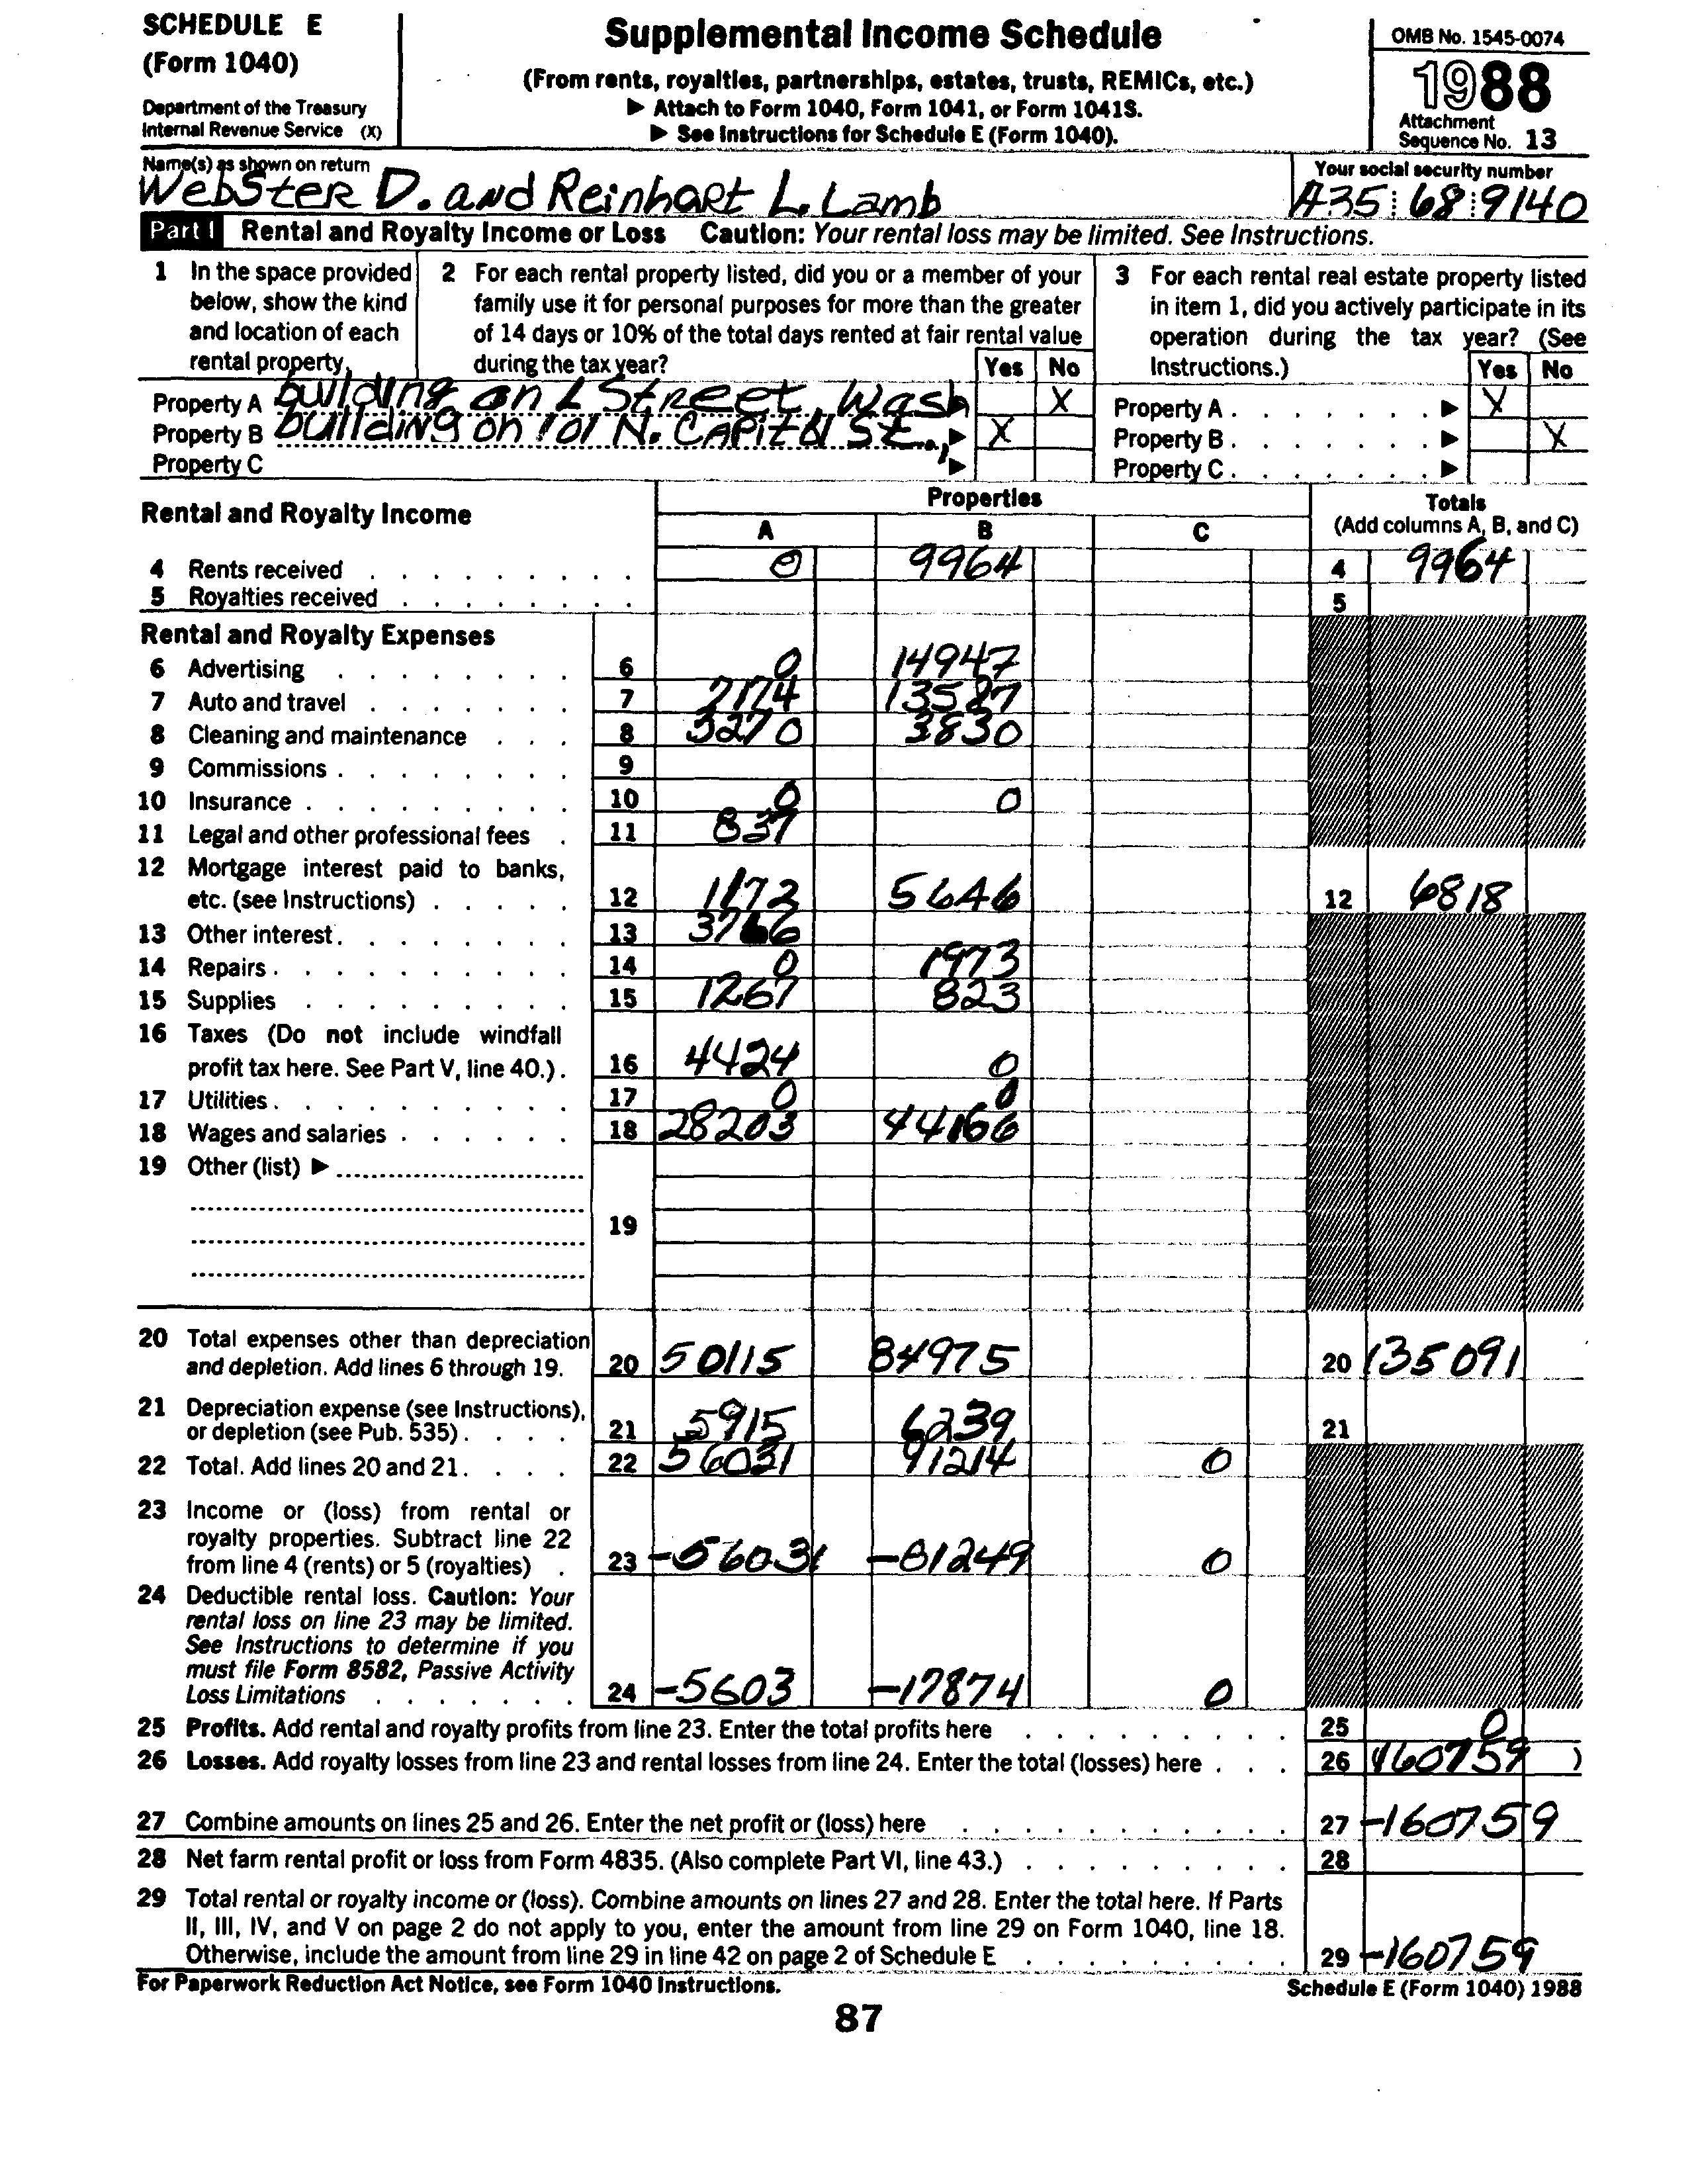 SCHEDULE E
(Form 1040)
Department of the Treasury
Internal Revenue Service (X)
Supplemental Income Schedule
(From rents, royalties, partnerships, estates, trusts, REMICs, etc.)
▶ Attach to Form 1040, Form 1041, or Form 1041S.
▶ See Instructions for Schedule E (Form 1040).
OMB No. 1545-0074
1988
Attachment
Sequence No. 13
Name(s) as shown on return
Webster D. and Reinhart L. Lamb
Your social security number
A35 68 9140
Part I Rental and Royalty Income or Loss Caution: Your rental loss may be limited. See Instructions.
1 In the space provided
below, show the kind
and location of each
rental property.
2 For each rental property listed, did you or a member of your
family use it for personal purposes for more than the greater
of 14 days or 10% of the total days rented at fair rental value
during the tax year?
Yes No
3 For each rental real estate property listed
in item 1, did you actively participate in its
operation during the tax year? (See
Instructions.)
Yes No
Property A building on L Street, Wash X
Property B building on 101 N. Capital St., ▶ X
Property C ▶
Property A . . . . . . . ▶ X
Property B . . . . . . . ▶ X
Property C . . . . . . . ▶
Rental and Royalty Income
Properties
A B C
Totals
(Add columns A, B, and C)
4 Rents received 0 9964 4 9964
5 Royalties received 5
Rental and Royalty Expenses
6 Advertising 6 0 14947
7 Auto and travel 7 7174 13587
8 Cleaning and maintenance 8 3270 3830
9 Commissions 9
10 Insurance 10 0 0
11 Legal and other professional fees 11 837
12 Mortgage interest paid to banks,
etc. (see Instructions) 12 1172 5646 12 6818
13 Other interest 13 3766
14 Repairs 14 0 1973
15 Supplies 15 1267 823
16 Taxes (Do not include windfall
profit tax here. See Part V, line 40.) 16 4424 0
17 Utilities 17 0 0
18 Wages and salaries 18 28203 44166
19 Other (list) ▶
19
20 Total expenses other than depreciation
and depletion. Add lines 6 through 19. 20 50115 84975 20 135091
21 Depreciation expense (see Instructions),
or depletion (see Pub. 535) 21 5915 6239 21
22 Total. Add lines 20 and 21 22 56031 91214 0
23 Income or (loss) from rental or
royalty properties. Subtract line 22
from line 4 (rents) or 5 (royalties) 23 -56031 -81249 0
24 Deductible rental loss. Caution: Your
rental loss on line 23 may be limited.
See Instructions to determine if you
must file Form 8582, Passive Activity
Loss Limitations 24 -5603 -17874 0
25 Profits. Add rental and royalty profits from line 23. Enter the total profits here 25 0
26 Losses. Add royalty losses from line 23 and rental losses from line 24. Enter the total (losses) here 26 (160759 )
27 Combine amounts on lines 25 and 26. Enter the net profit or (loss) here 27 -160759
28 Net farm rental profit or loss from Form 4835. (Also complete Part VI, line 43.) 28
29 Total rental or royalty income or (loss). Combine amounts on lines 27 and 28. Enter the total here. If Parts
II, III, IV, and V on page 2 do not apply to you, enter the amount from line 29 on Form 1040, line 18.
Otherwise, include the amount from line 29 in line 42 on page 2 of Schedule E 29 -160759
For Paperwork Reduction Act Notice, see Form 1040 Instructions.
Schedule E (Form 1040) 1988
87